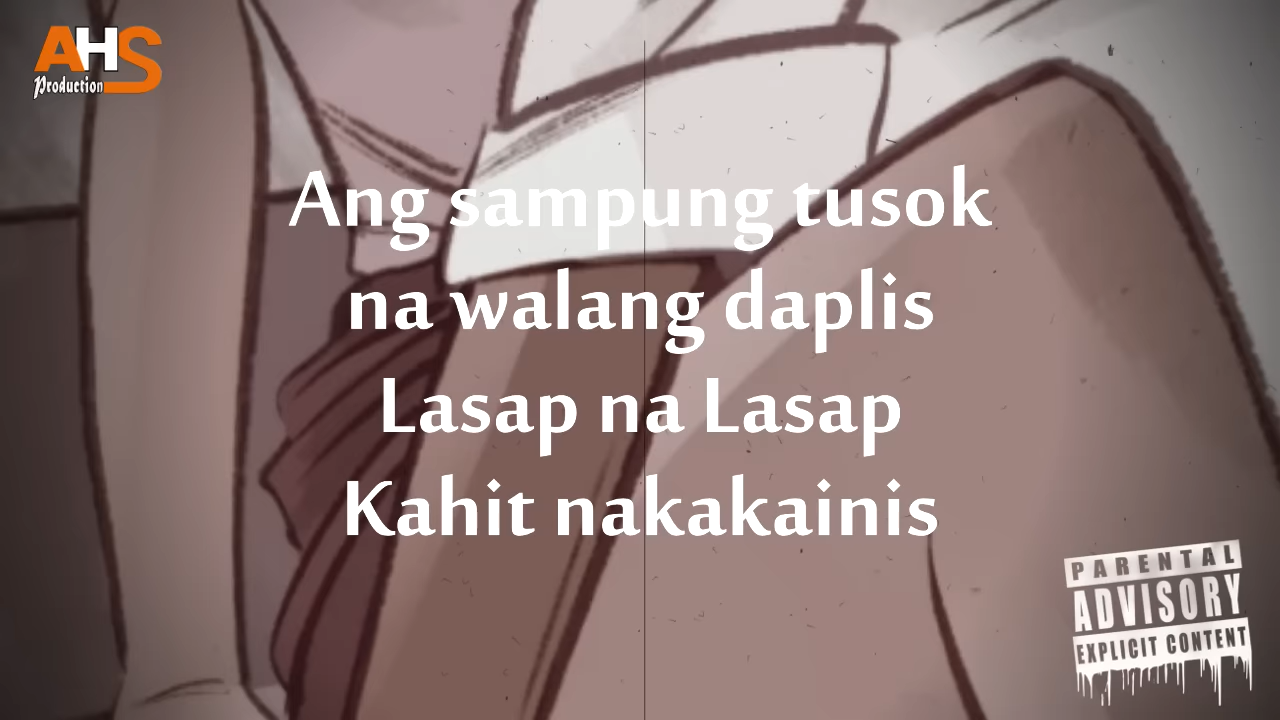 AHS
Production
Ang sampung tusok
na walang daplis
Lasap na Lasap
Kahit nakakainis
PARENTAL
ADVISORY
EXPLICIT CONTENT